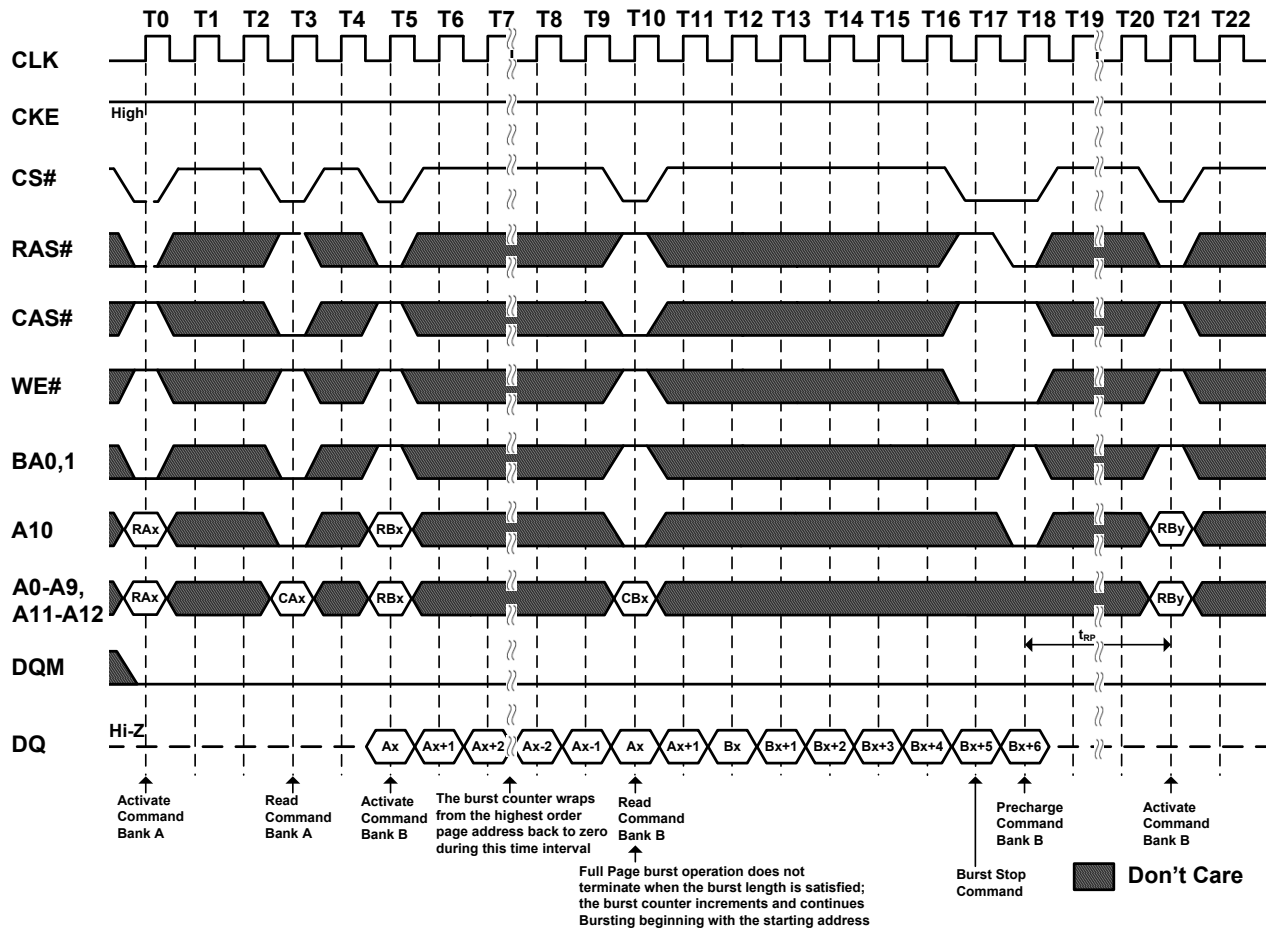 T0 T1 T2 T3 T4 T5 T6 T7 T8 T9 T10 T11 T12 T13 T14 T15 T16 T17 T18 T19 T20 T21 T22
CLK
CKE
High
CS#
RAS#
CAS#
WE#
BA0,1
A10
RAx RBx RBy
A0-A9,
A11-A12
RAx CAx RBx CBx RBy
tRP
DQM
Hi-Z
DQ
Ax Ax+1 Ax+2 Ax-2 Ax-1 Ax Ax+1 Bx Bx+1 Bx+2 Bx+3 Bx+4 Bx+5 Bx+6
Activate
Command
Bank A
Read
Command
Bank A
Activate
Command
Bank B
The burst counter wraps
from the highest order
page address back to zero
during this time interval
Read
Command
Bank B
Full Page burst operation does not
terminate when the burst length is satisfied;
the burst counter increments and continues
Bursting beginning with the starting address
Burst Stop
Command
Precharge
Command
Bank B
Activate
Command
Bank B
Don't Care